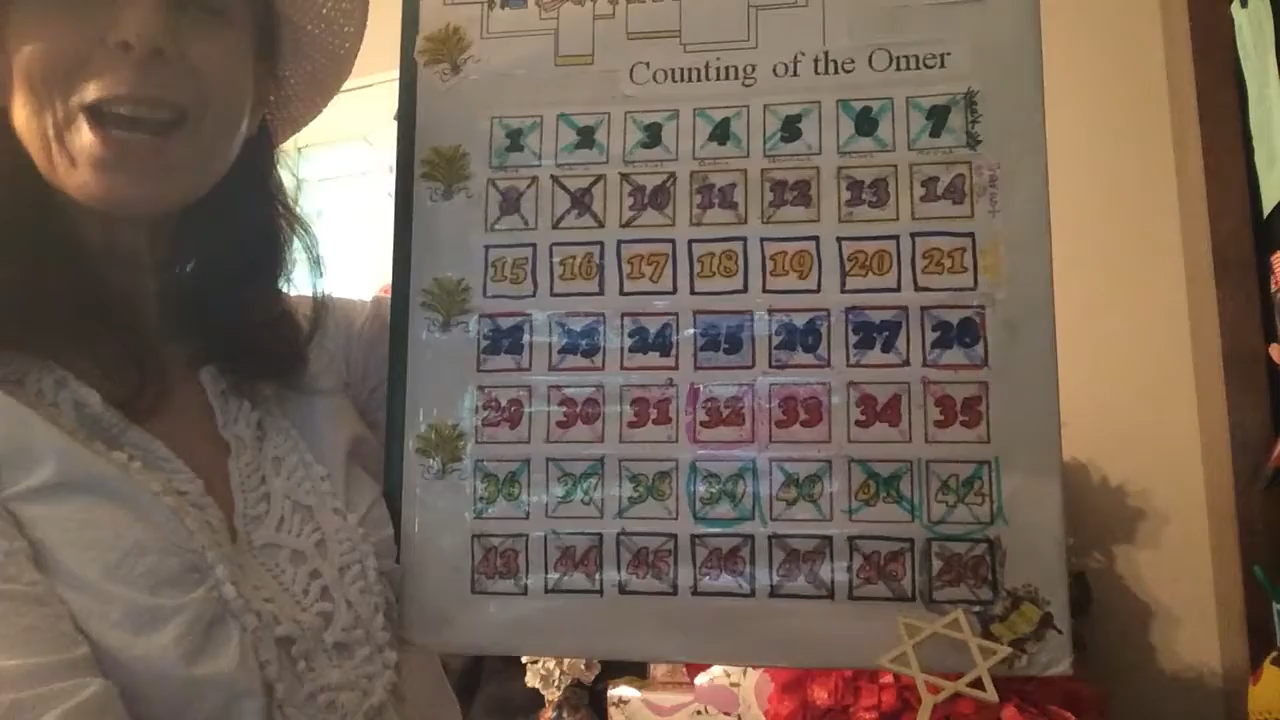 Counting of the Omer
1 2 3 4 5 6 7
8 9 10 11 12 13 14
15 16 17 18 19 20 21
22 23 24 25 26 27 28
29 30 31 32 33 34 35
36 37 38 39 40 41 42
43 44 45 46 47 48 49